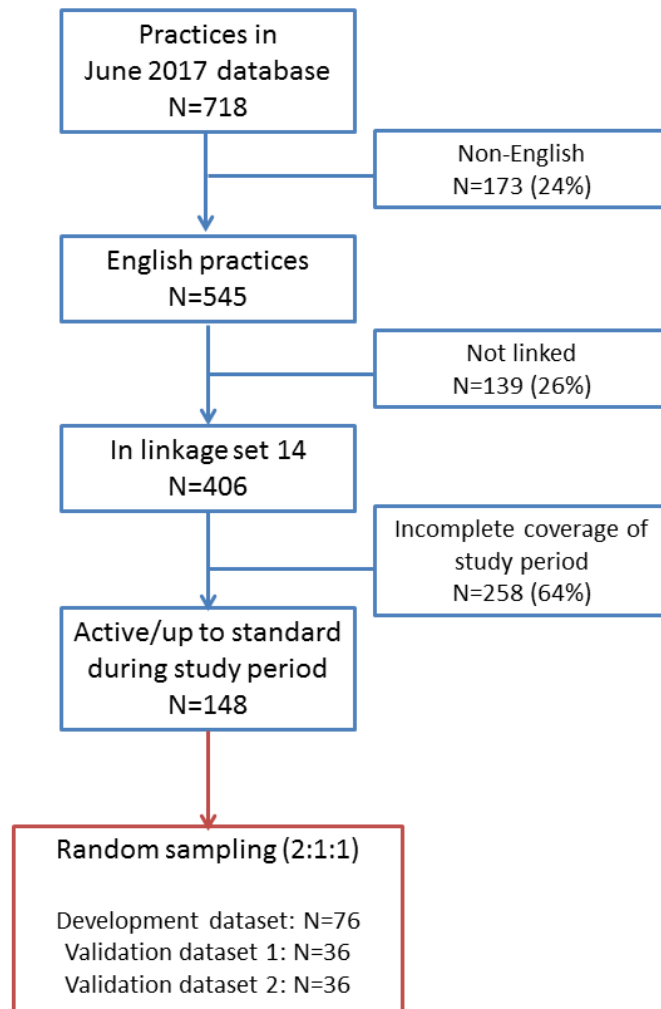 Practices in
June 2017 database
N=718
Non-English
N=173 (24%)
English practices
N=545
Not linked
N=139 (26%)
In linkage set 14
N=406
Incomplete coverage of
study period
N=258 (64%)
Active/up to standard
during study period
N=148
Random sampling (2:1:1)
Development dataset: N=76
Validation dataset 1: N=36
Validation dataset 2: N=36